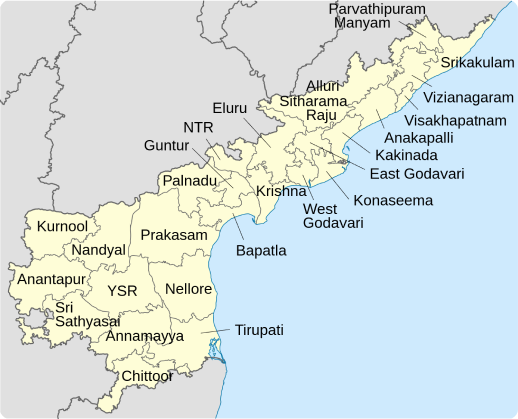 Parvathipuram
Manyam
Srikakulam
Alluri
Sitharama
Raju
Vizianagaram
Eluru
Visakhapatnam
NTR
Anakapalli
Guntur
Kakinada
East Godavari
Palnadu
Krishna
Konaseema
West
Godavari
Kurnool
Prakasam
Nandyal
Bapatla
Anantapur
YSR
Nellore
Sri
Sathyasai
Annamayya
Tirupati
Chittoor